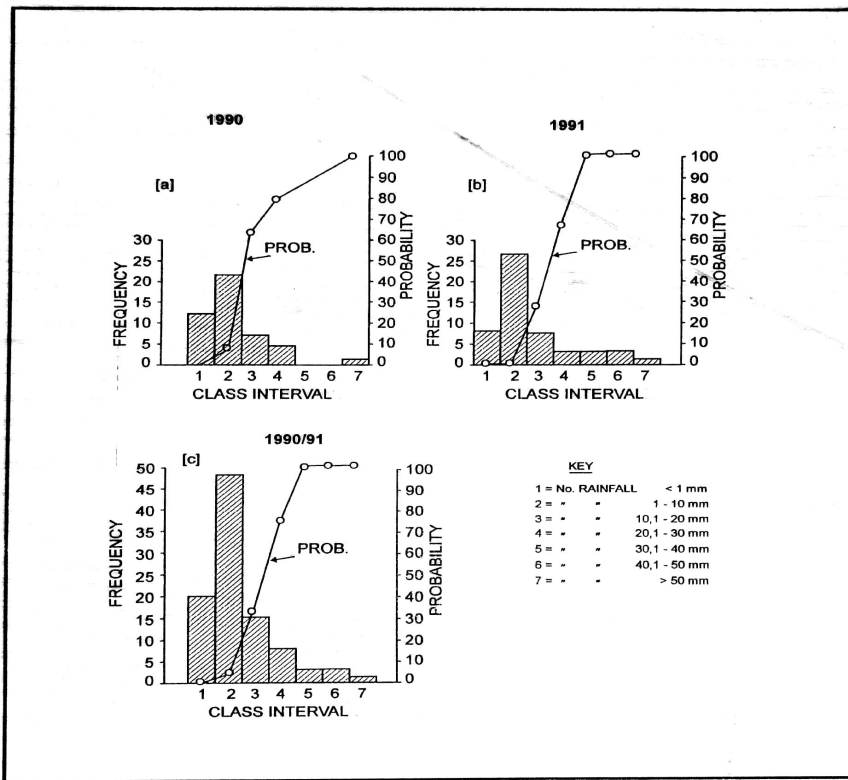 1990
[a]
FREQUENCY
30
25
20
15
10
5
0
PROB.
100
90
80
70
60
50
40
30
20
10
0
PROBABILITY
1 2 3 4 5 6 7
CLASS INTERVAL
1991
[b]
FREQUENCY
30
25
20
15
10
5
0
PROB.
100
90
80
70
60
50
40
30
20
10
0
PROBABILITY
1 2 3 4 5 6 7
CLASS INTERVAL
1990/91
[c]
FREQUENCY
50
45
40
35
30
25
20
15
10
5
0
PROB.
100
90
80
70
60
50
40
30
20
10
0
PROBABILITY
1 2 3 4 5 6 7
CLASS INTERVAL
KEY
1 = No. RAINFALL < 1 mm
2 = " " 1 - 10 mm
3 = " " 10,1 - 20 mm
4 = " " 20,1 - 30 mm
5 = " " 30,1 - 40 mm
6 = " " 40,1 - 50 mm
7 = " " > 50 mm